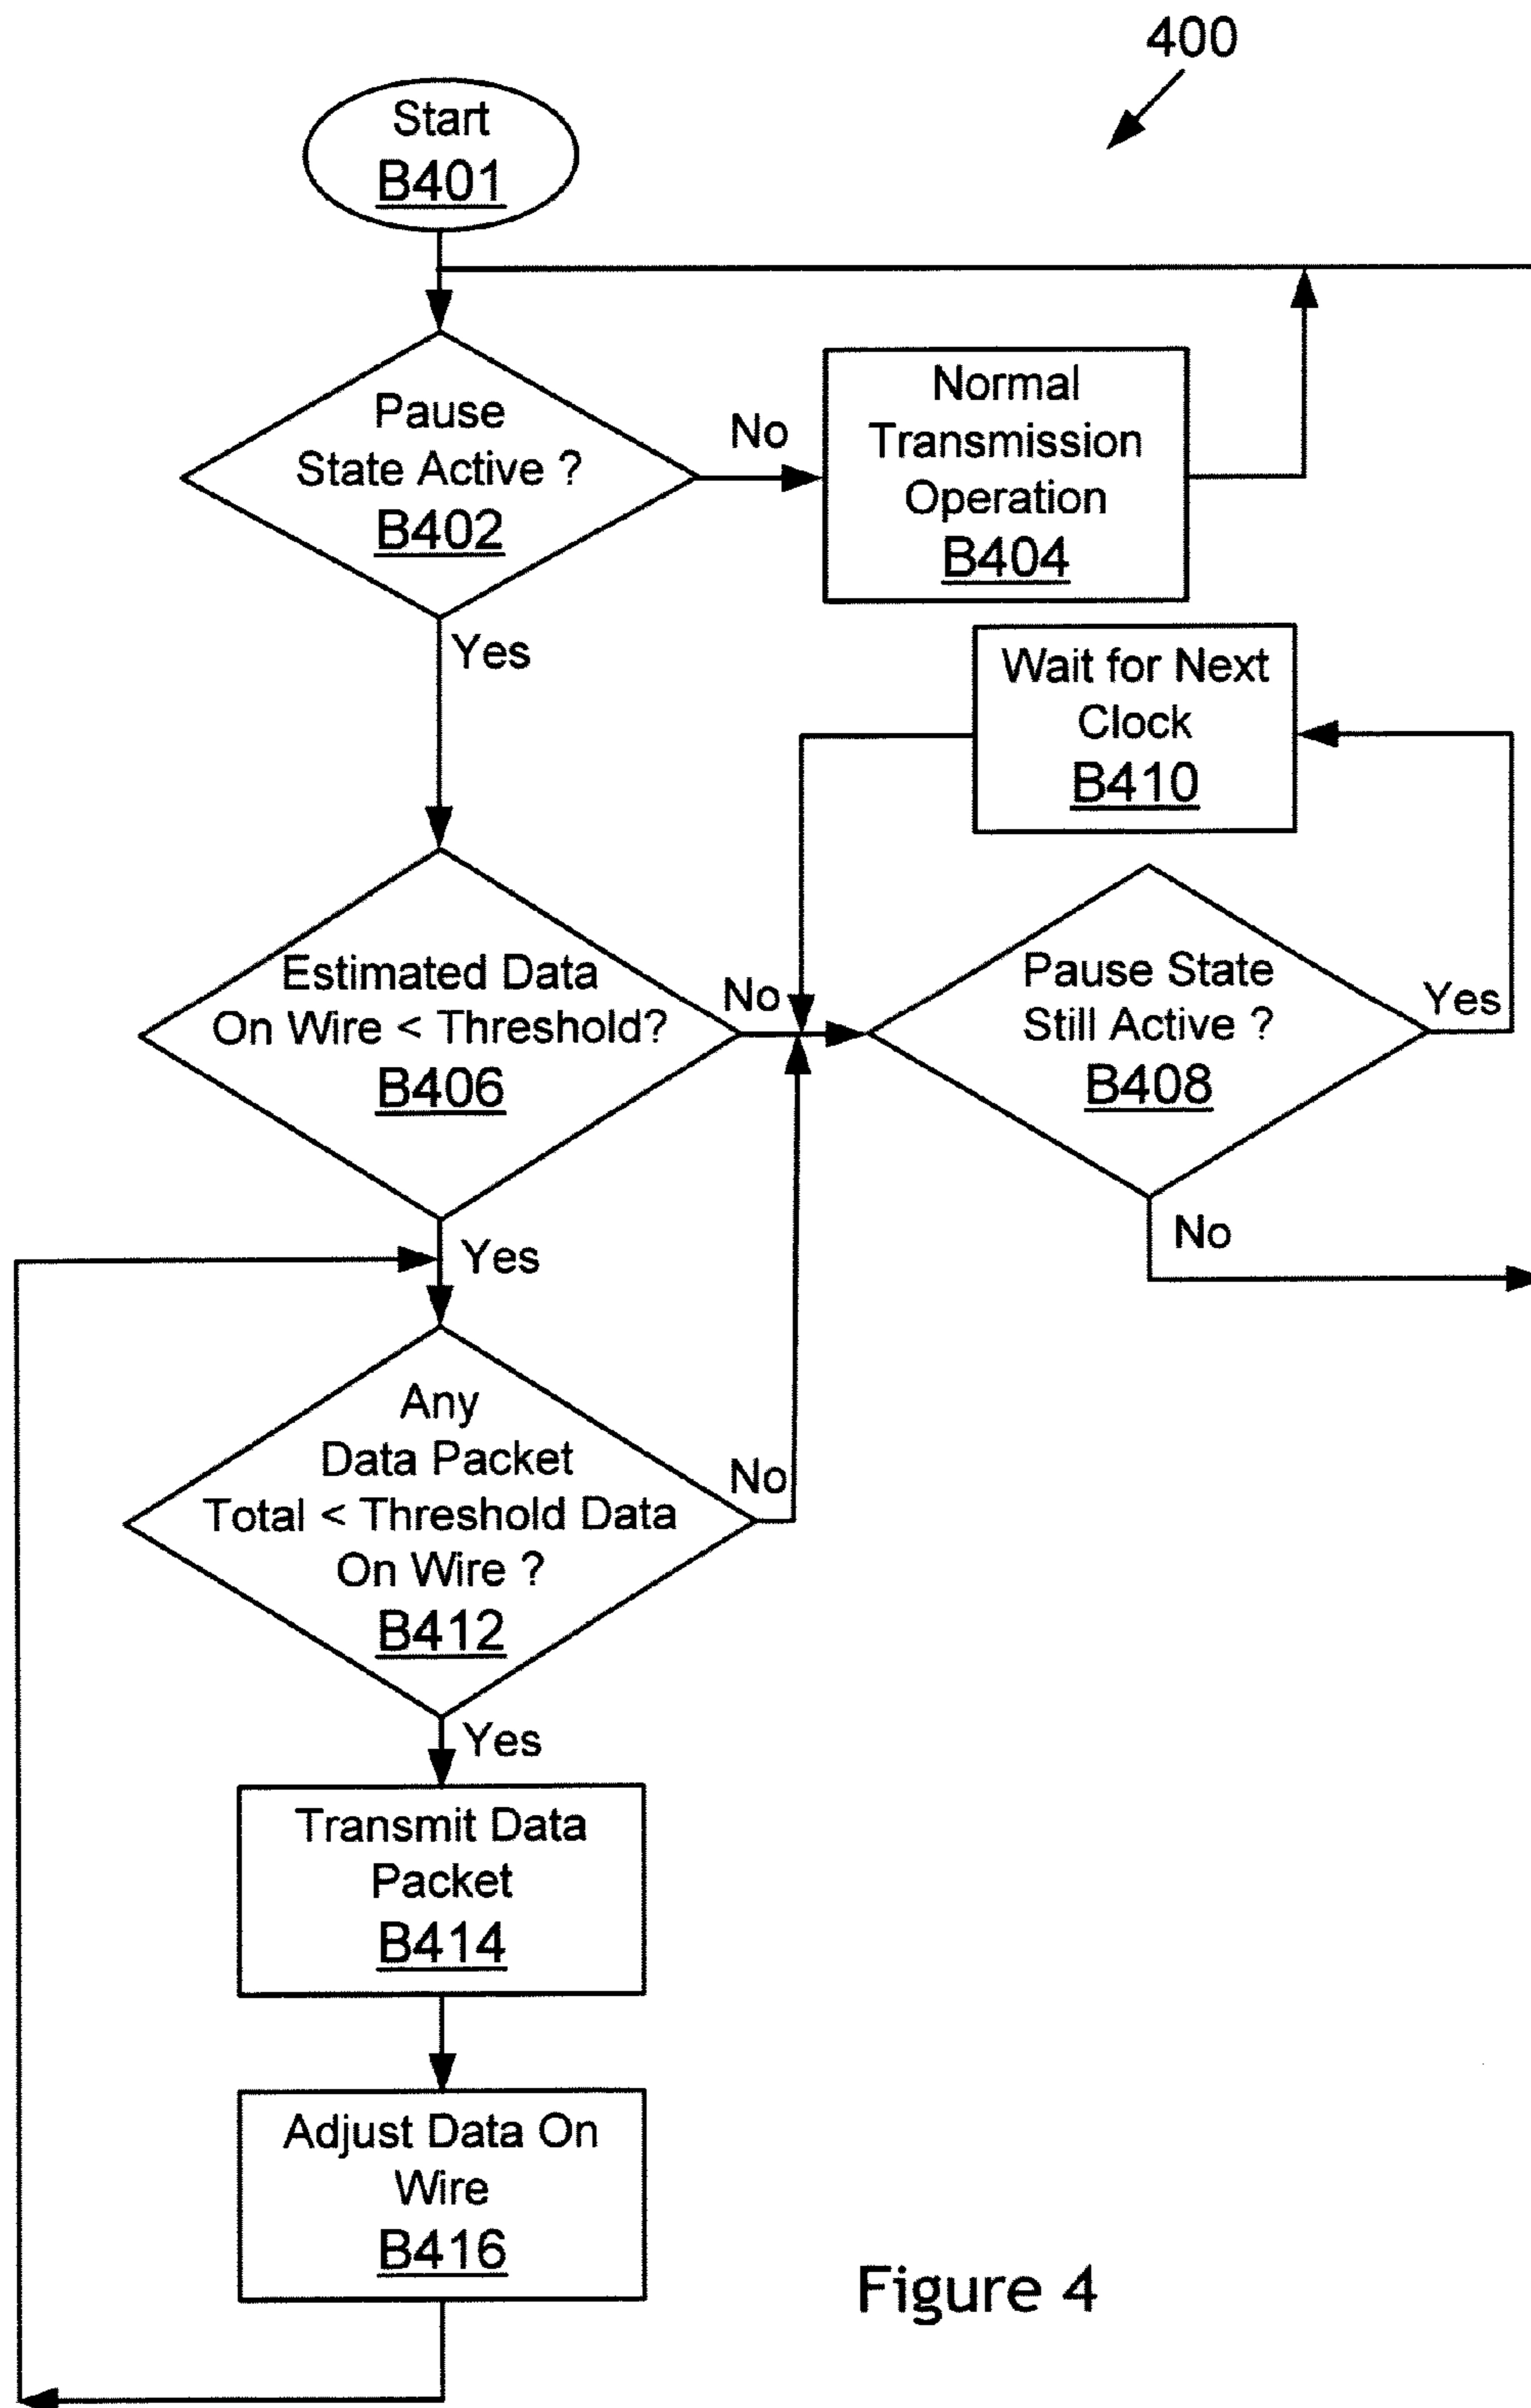 400
Start
B401
Pause
State Active ?
B402
No
Normal
Transmission
Operation
B404
Yes
Wait for Next
Clock
B410
Estimated Data
On Wire < Threshold?
B406
No
Pause State
Still Active ?
B408
Yes
No
Yes
Any
Data Packet
Total < Threshold Data
On Wire ?
B412
No
Yes
Transmit Data
Packet
B414
Adjust Data On
Wire
B416
Figure 4